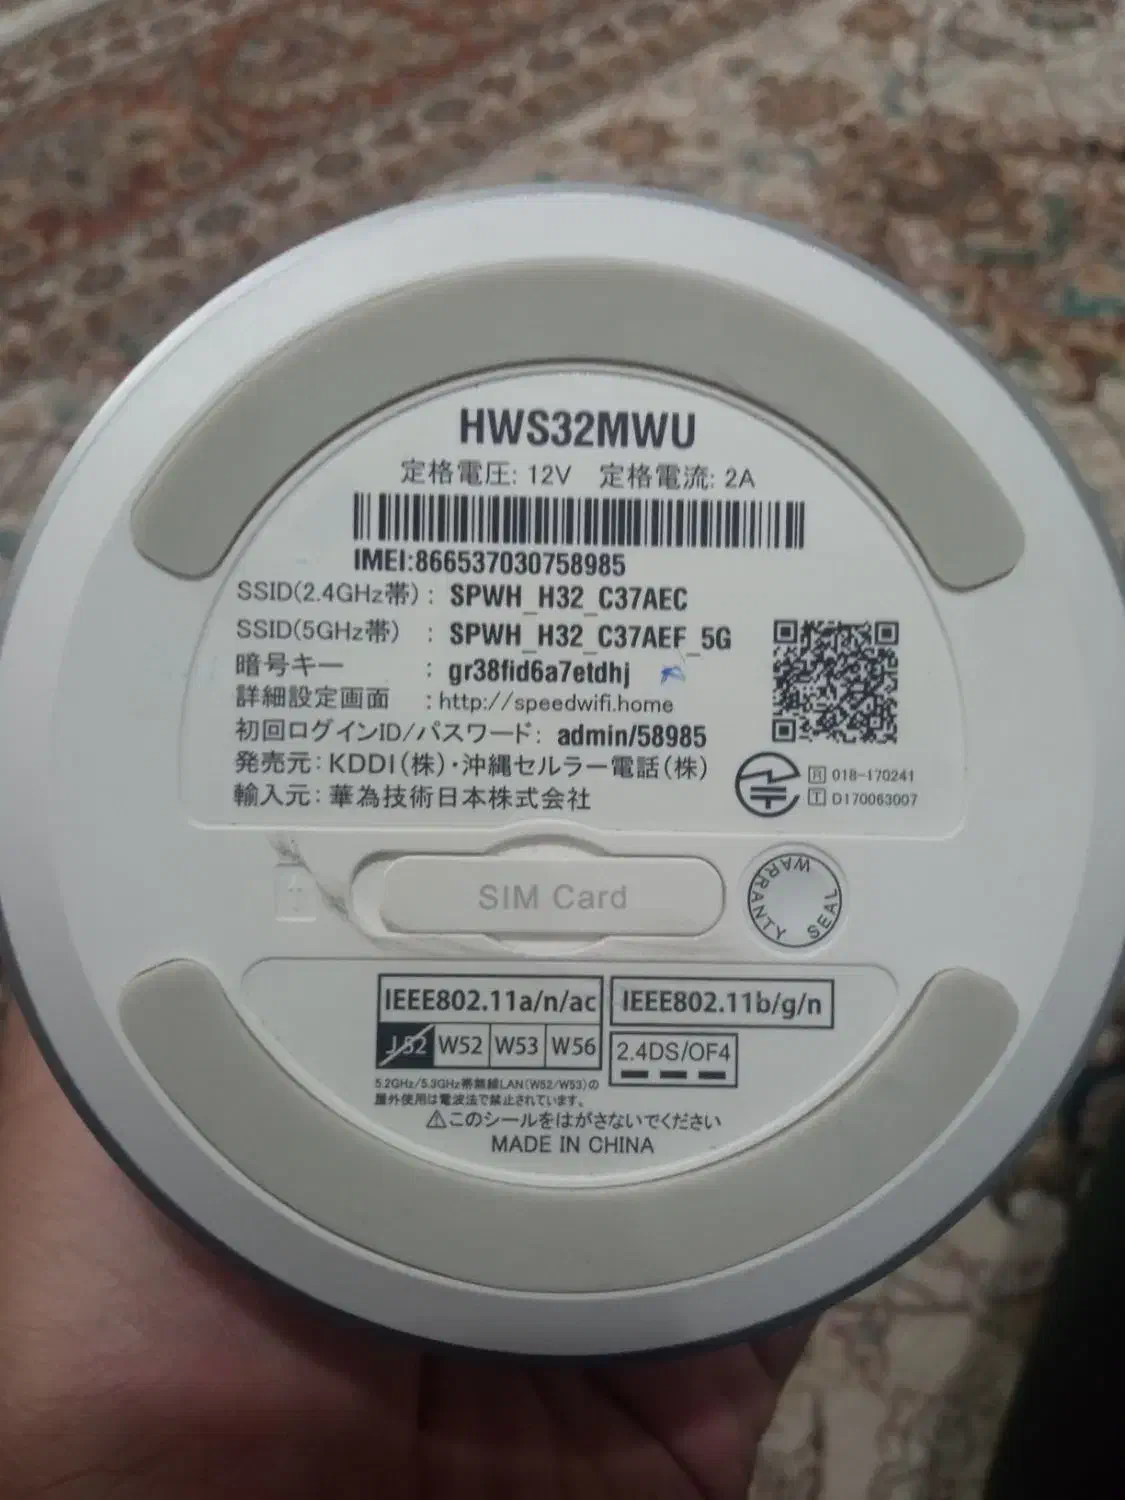 HWS32MWU
定格電圧: 12V 定格電流: 2A
IMEI:866537030758985
SSID(2.4GHz帯) : SPWH_H32_C37AEC
SSID(5GHz帯) : SPWH_H32_C37AEF_5G
暗号キー : gr38fid6a7etdhj
詳細設定画面 : http://speedwifi.home
初回ログインID/パスワード: admin/58985
発売元: KDDI(株)・沖縄セルラー電話(株)
輸入元: 華為技術日本株式会社
R 018-170241
T D170063007
SIM Card
WARRANTY SEAL
IEEE802.11a/n/ac
IEEE802.11b/g/n
J52 W52 W53 W56
2.4DS/OF4
5.2GHz/5.3GHz帯無線LAN(W52/W53)の
屋外使用は電波法で禁止されています。
⚠このシールをはがさないでください
MADE IN CHINA